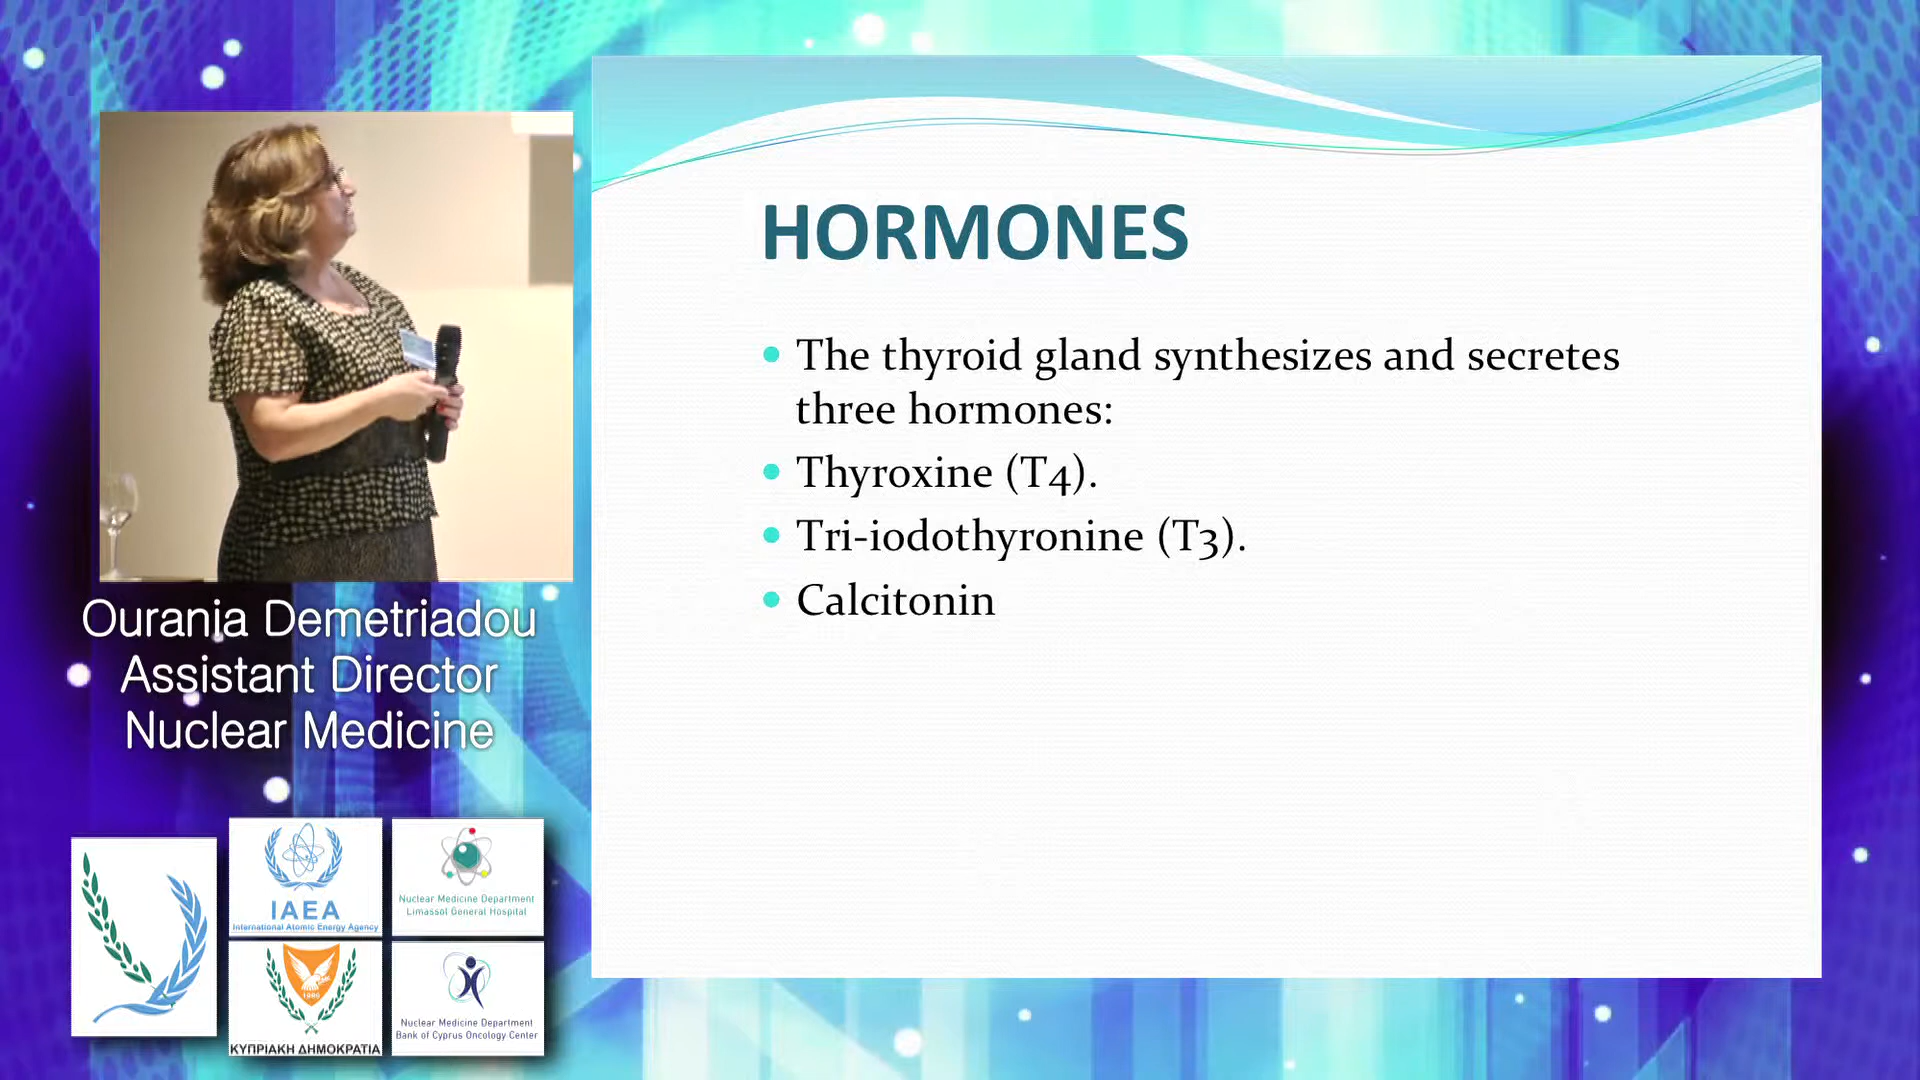 HORMONES
• The thyroid gland synthesizes and secretes
three hormones:
• Thyroxine (T4).
• Tri-iodothyronine (T3).
• Calcitonin
Ourania Demetriadou
Assistant Director
Nuclear Medicine
IAEA
International Atomic Energy Agency
Nuclear Medicine Department
Limassol General Hospital
1960
ΚΥΠΡΙΑΚΗ ΔΗΜΟΚΡΑΤΙΑ
Nuclear Medicine Department
Bank of Cyprus Oncology Center